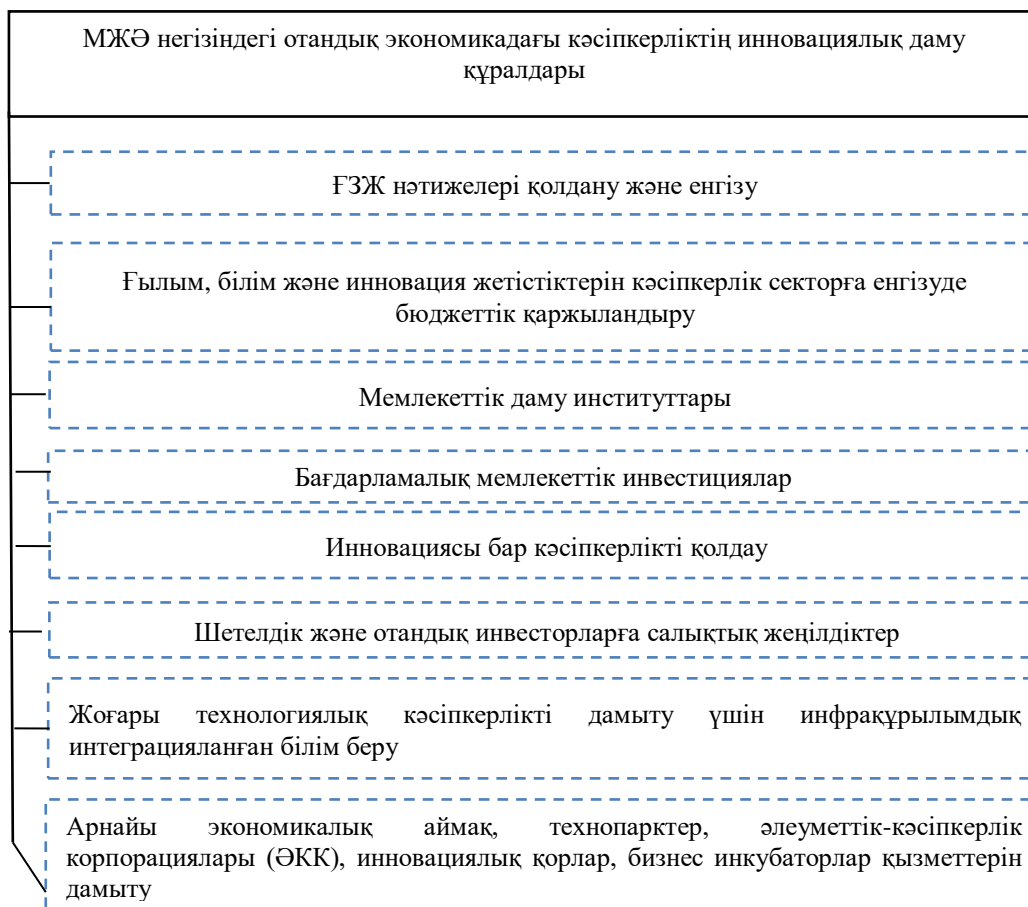 МЖӘ негізіндегі отандық экономикадағы кәсіпкерліктің инновациялық даму
құралдары
ҒЗЖ нәтижелері қолдану және енгізу
Ғылым, білім және инновация жетістіктерін кәсіпкерлік секторға енгізуде
бюджеттік қаржыландыру
Мемлекеттік даму институттары
Бағдарламалық мемлекеттік инвестициялар
Инновациясы бар кәсіпкерлікті қолдау
Шетелдік және отандық инвесторларға салықтық жеңілдіктер
Жоғары технологиялық кәсіпкерлікті дамыту үшін инфрақұрылымдық
интеграцияланған білім беру
Арнайы экономикалық аймақ, технопарктер, әлеуметтік-кәсіпкерлік
корпорациялары (ӘКК), инновациялық қорлар, бизнес инкубаторлар қызметтерін
дамыту